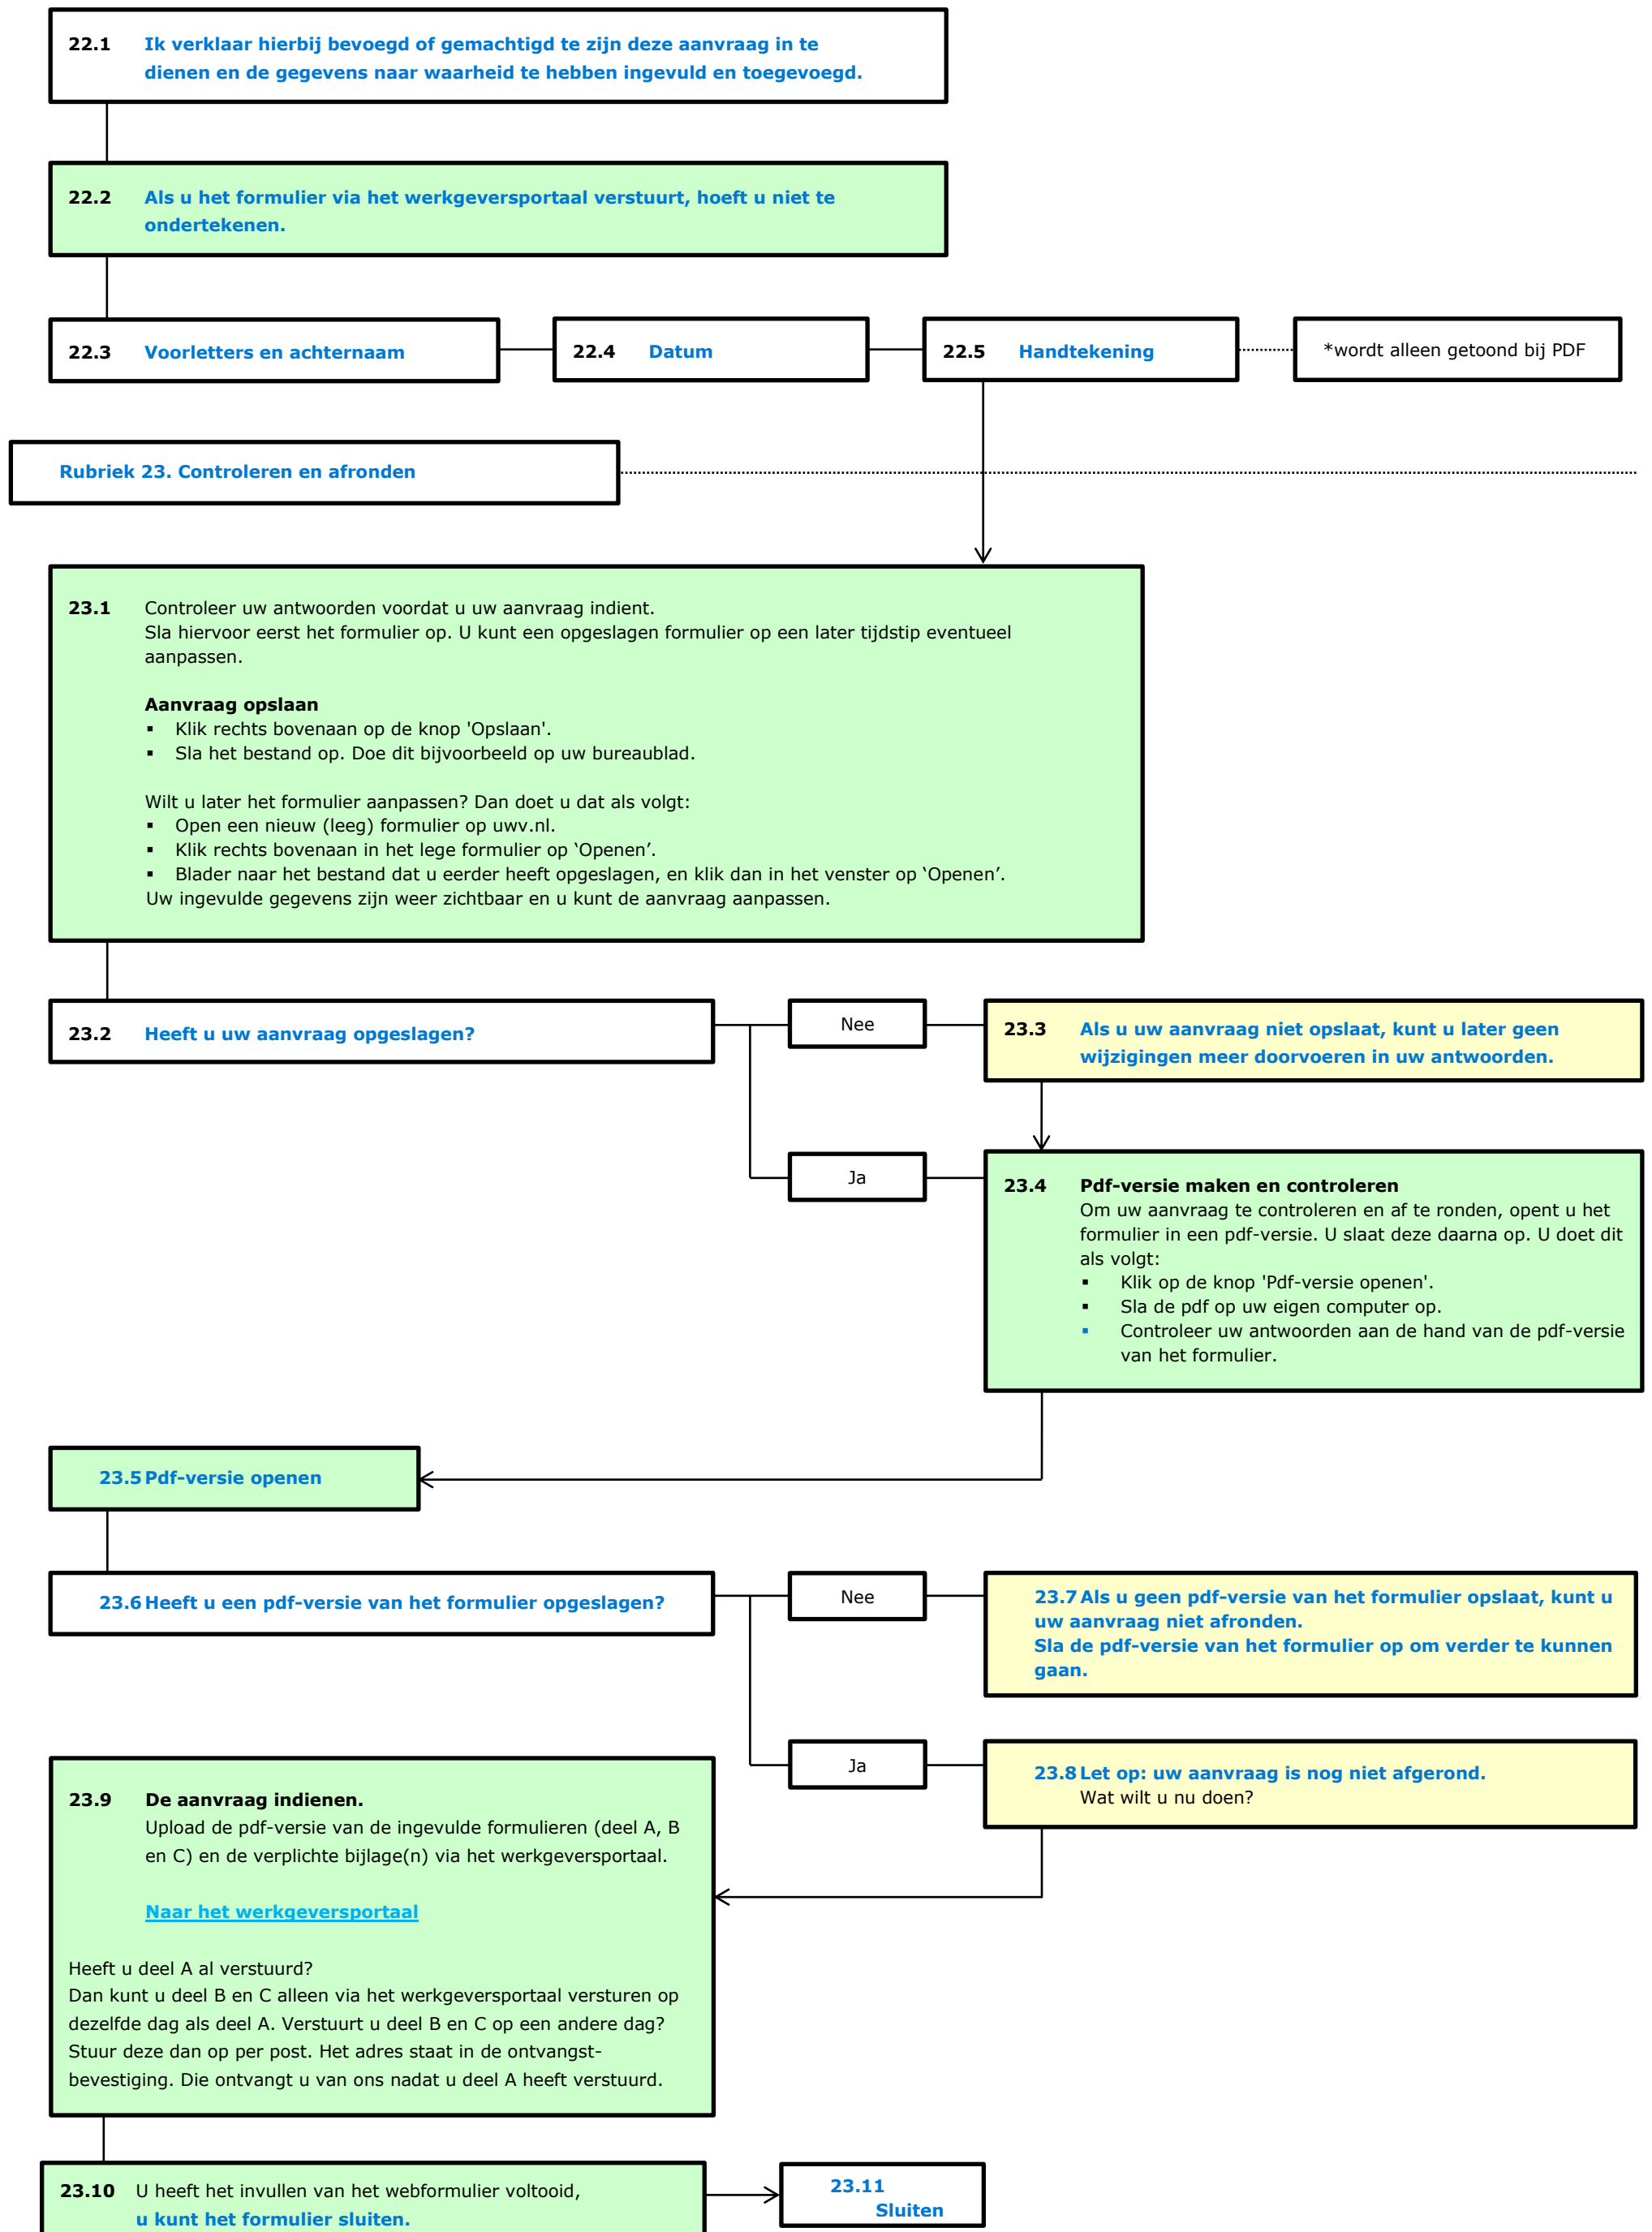 22.1 Ik verklaar hierbij bevoegd of gemachtigd te zijn deze aanvraag in te
dienen en de gegevens naar waarheid te hebben ingevuld en toegevoegd.
22.2 Als u het formulier via het werkgeversportaal verstuurt, hoeft u niet te
ondertekenen.
22.3 Voorletters en achternaam
22.4 Datum
22.5 Handtekening
*wordt alleen getoond bij PDF
Rubriek 23. Controleren en afronden
23.1 Controleer uw antwoorden voordat u uw aanvraag indient.
Sla hiervoor eerst het formulier op. U kunt een opgeslagen formulier op een later tijdstip eventueel
aanpassen.
Aanvraag opslaan
▪ Klik rechts bovenaan op de knop 'Opslaan'.
▪ Sla het bestand op. Doe dit bijvoorbeeld op uw bureaublad.
Wilt u later het formulier aanpassen? Dan doet u dat als volgt:
▪ Open een nieuw (leeg) formulier op uwv.nl.
▪ Klik rechts bovenaan in het lege formulier op ‘Openen’.
▪ Blader naar het bestand dat u eerder heeft opgeslagen, en klik dan in het venster op ‘Openen’.
Uw ingevulde gegevens zijn weer zichtbaar en u kunt de aanvraag aanpassen.
23.2 Heeft u uw aanvraag opgeslagen?
Nee
23.3 Als u uw aanvraag niet opslaat, kunt u later geen
wijzigingen meer doorvoeren in uw antwoorden.
Ja
23.4 Pdf-versie maken en controleren
Om uw aanvraag te controleren en af te ronden, opent u het
formulier in een pdf-versie. U slaat deze daarna op. U doet dit
als volgt:
▪ Klik op de knop 'Pdf-versie openen'.
▪ Sla de pdf op uw eigen computer op.
▪ Controleer uw antwoorden aan de hand van de pdf-versie
van het formulier.
23.5 Pdf-versie openen
23.6 Heeft u een pdf-versie van het formulier opgeslagen?
Nee
23.7 Als u geen pdf-versie van het formulier opslaat, kunt u
uw aanvraag niet afronden.
Sla de pdf-versie van het formulier op om verder te kunnen
gaan.
Ja
23.8 Let op: uw aanvraag is nog niet afgerond.
Wat wilt u nu doen?
23.9 De aanvraag indienen.
Upload de pdf-versie van de ingevulde formulieren (deel A, B
en C) en de verplichte bijlage(n) via het werkgeversportaal.
Naar het werkgeversportaal
Heeft u deel A al verstuurd?
Dan kunt u deel B en C alleen via het werkgeversportaal versturen op
dezelfde dag als deel A. Verstuurt u deel B en C op een andere dag?
Stuur deze dan op per post. Het adres staat in de ontvangst-
bevestiging. Die ontvangt u van ons nadat u deel A heeft verstuurd.
23.10 U heeft het invullen van het webformulier voltooid,
u kunt het formulier sluiten.
23.11
Sluiten